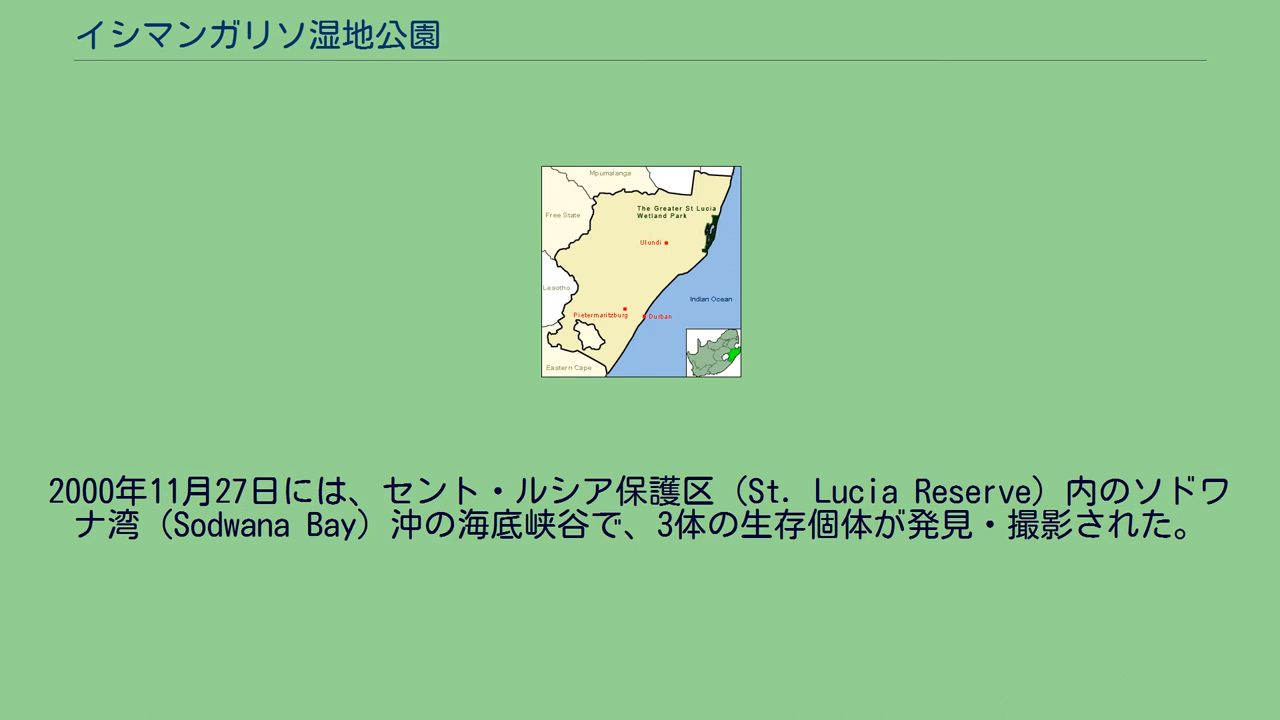 イシマンガリソ湿地公園
Mpumalanga
The Greater St Lucia
Wetland Park
Free State
Ulundi
Lesotho
Indian Ocean
Pietermaritzburg
Durban
Eastern Cape
2000年11月27日には、セント・ルシア保護区（St. Lucia Reserve）内のソドワ
ナ湾（Sodwana Bay）沖の海底峡谷で、3体の生存個体が発見・撮影された。